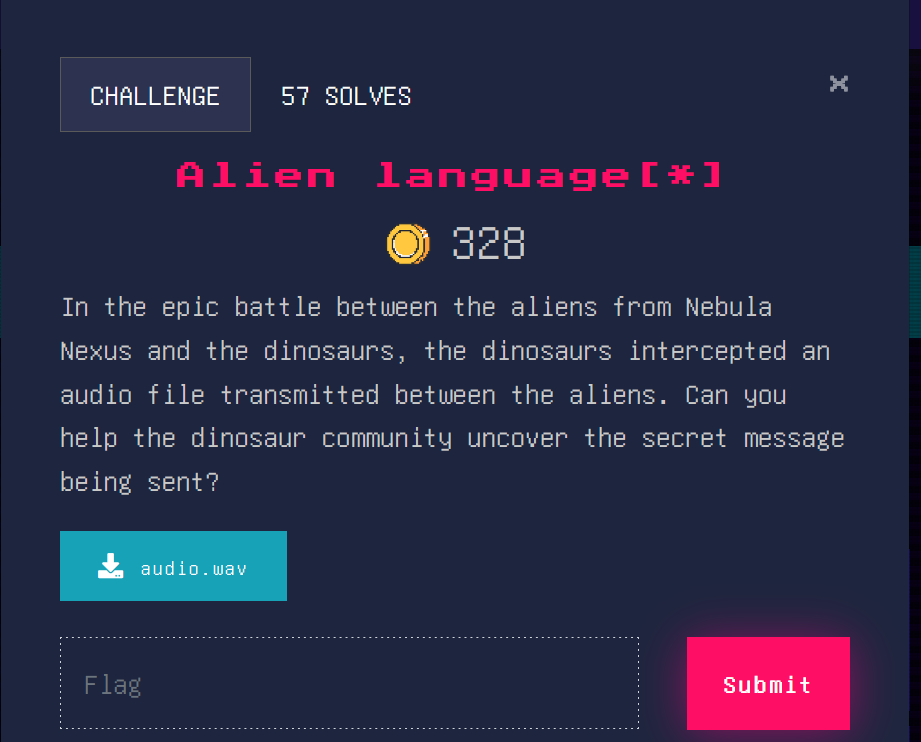 CHALLENGE
57 SOLVES
×
Alien language[*]
328
In the epic battle between the aliens from Nebula
Nexus and the dinosaurs, the dinosaurs intercepted an
audio file transmitted between the aliens. Can you
help the dinosaur community uncover the secret message
being sent?
audio.wav
Flag
Submit